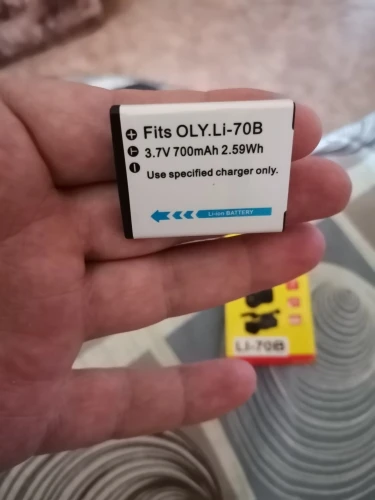 Fits OLY.Li-70B
3.7V 700mAh 2.59Wh
Use specified charger only.
Li-ion BATTERY
LI-70B